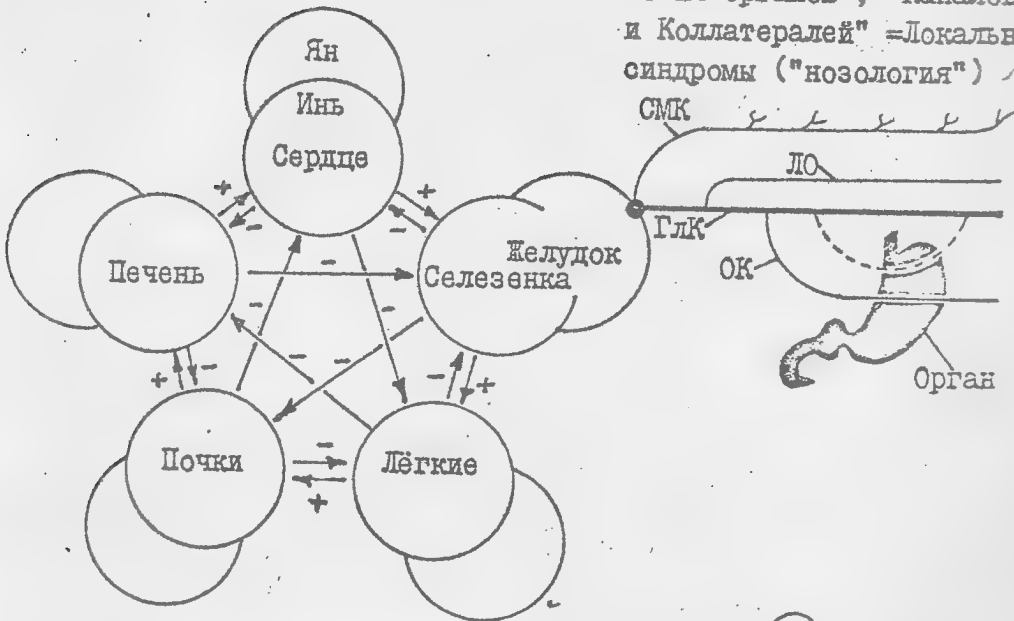 и Коллатералей" =Локальн
синдромы ("нозология")
СМК
Ян
Инь
Сердце
ЛО
ГлК
ОК
Желудок
Селезенка
Печень
Орган
Почки
Лёгкие
+
-
+
-
-
-
-
-
+
-
-
+
-
+